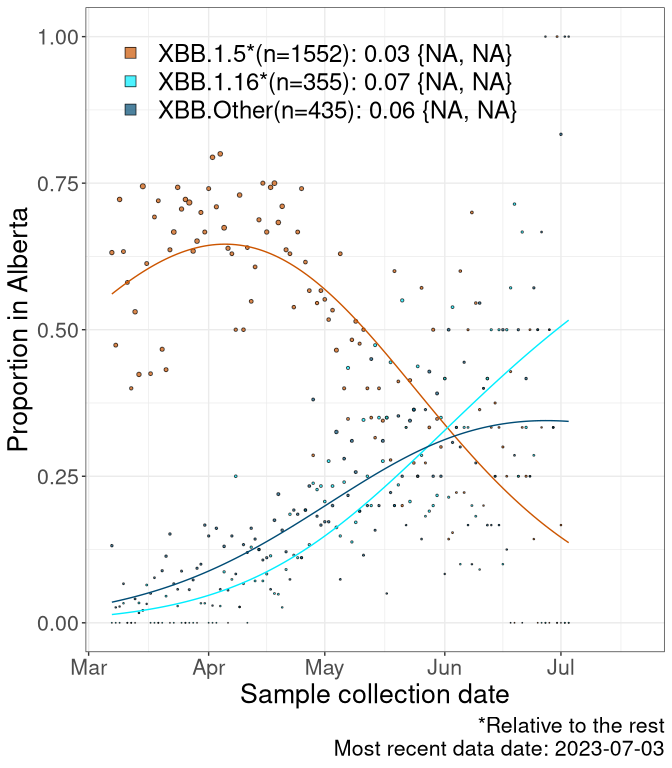 1.00
XBB.1.5*(n=1552): 0.03 {NA, NA}
XBB.1.16*(n=355): 0.07 {NA, NA}
XBB.Other(n=435): 0.06 {NA, NA}
0.75
0.50
0.25
0.00
Proportion in Alberta
Mar Apr May Jun Jul
Sample collection date
*Relative to the rest
Most recent data date: 2023-07-03